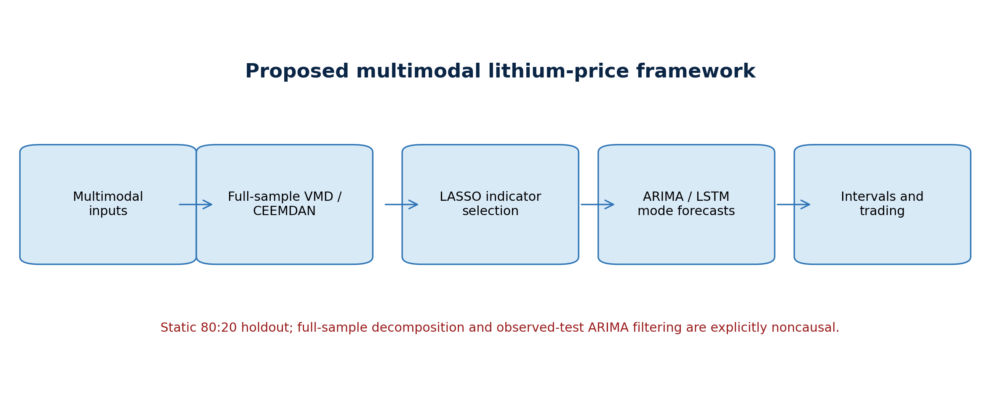 Proposed multimodal lithium-price framework
Multimodal
inputs
Full-sample VMD /
CEEMDAN
LASSO indicator
selection
ARIMA / LSTM
mode forecasts
Intervals and
trading
Static 80:20 holdout; full-sample decomposition and observed-test ARIMA filtering are explicitly noncausal.